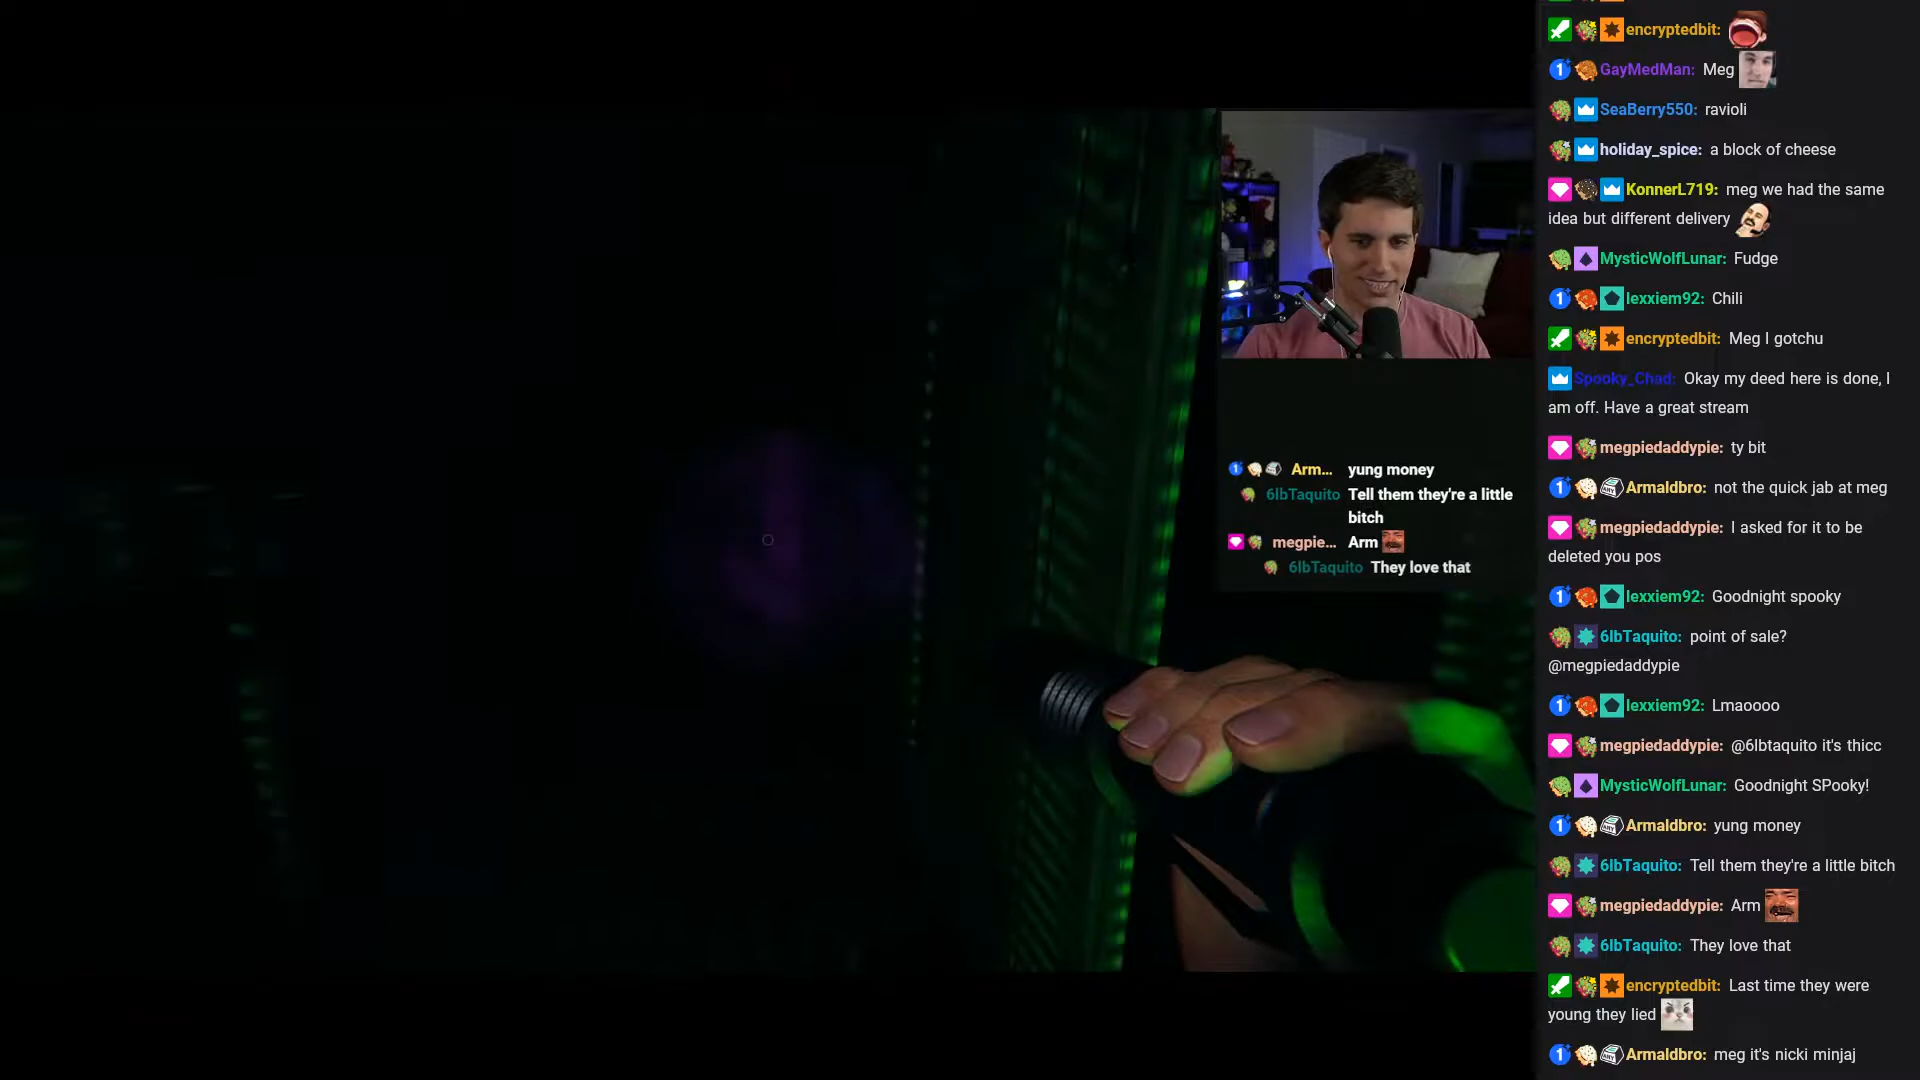 Arm... yung money
6lbTaquito Tell them they're a little
bitch
megpie... Arm
6lbTaquito They love that
encryptedbit:
GayMedMan: Meg
SeaBerry550: ravioli
holiday_spice: a block of cheese
KonnerL719: meg we had the same
idea but different delivery
MysticWolfLunar: Fudge
lexxiem92: Chili
encryptedbit: Meg I gotchu
Spooky_Chad: Okay my deed here is done, I
am off. Have a great stream
megpiedaddypie: ty bit
Armaldbro: not the quick jab at meg
megpiedaddypie: I asked for it to be
deleted you pos
lexxiem92: Goodnight spooky
6lbTaquito: point of sale?
@megpiedaddypie
lexxiem92: Lmaoooo
megpiedaddypie: @6lbtaquito it's thicc
MysticWolfLunar: Goodnight SPooky!
Armaldbro: yung money
6lbTaquito: Tell them they're a little bitch
megpiedaddypie: Arm
6lbTaquito: They love that
encryptedbit: Last time they were
young they lied
Armaldbro: meg it's nicki minjaj